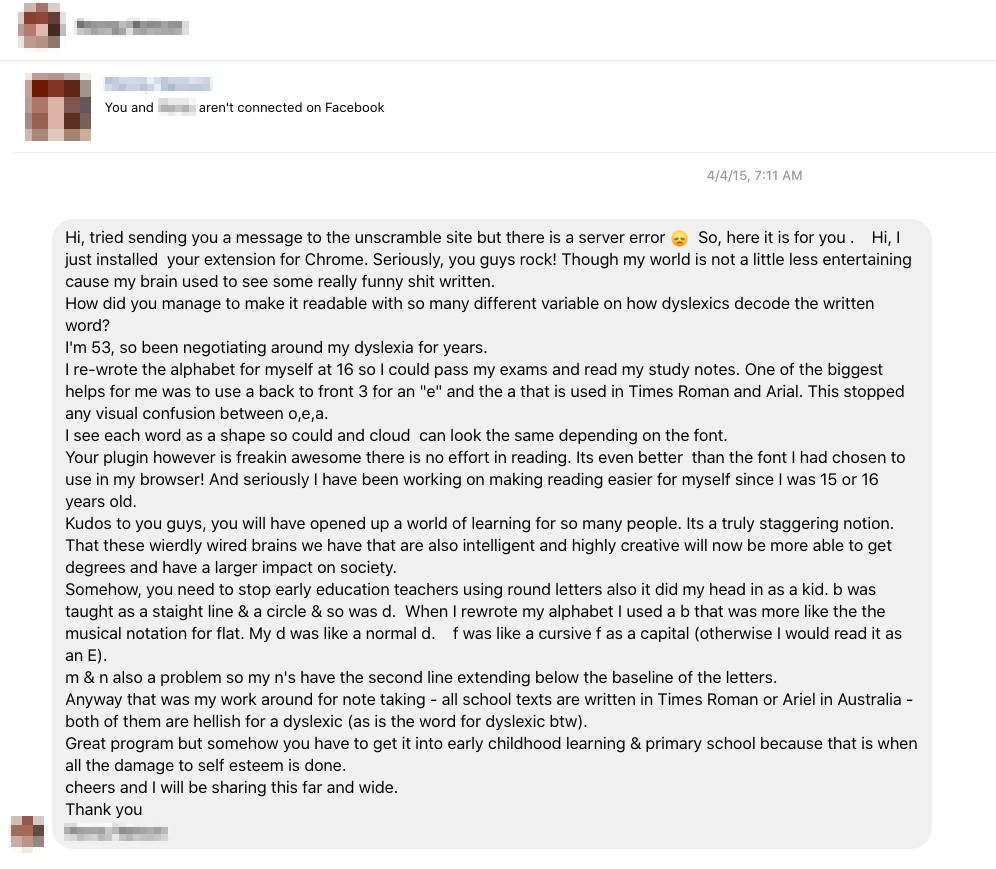 You and aren't connected on Facebook
4/4/15, 7:11 AM
Hi, tried sending you a message to the unscramble site but there is a server error 😞 So, here it is for you . Hi, I
just installed your extension for Chrome. Seriously, you guys rock! Though my world is not a little less entertaining
cause my brain used to see some really funny shit written.
How did you manage to make it readable with so many different variable on how dyslexics decode the written
word?
I'm 53, so been negotiating around my dyslexia for years.
I re-wrote the alphabet for myself at 16 so I could pass my exams and read my study notes. One of the biggest
helps for me was to use a back to front 3 for an "e" and the a that is used in Times Roman and Arial. This stopped
any visual confusion between o,e,a.
I see each word as a shape so could and cloud can look the same depending on the font.
Your plugin however is freakin awesome there is no effort in reading. Its even better than the font I had chosen to
use in my browser! And seriously I have been working on making reading easier for myself since I was 15 or 16
years old.
Kudos to you guys, you will have opened up a world of learning for so many people. Its a truly staggering notion.
That these wierdly wired brains we have that are also intelligent and highly creative will now be more able to get
degrees and have a larger impact on society.
Somehow, you need to stop early education teachers using round letters also it did my head in as a kid. b was
taught as a staight line & a circle & so was d. When I rewrote my alphabet I used a b that was more like the the
musical notation for flat. My d was like a normal d. f was like a cursive f as a capital (otherwise I would read it as
an E).
m & n also a problem so my n's have the second line extending below the baseline of the letters.
Anyway that was my work around for note taking - all school texts are written in Times Roman or Ariel in Australia -
both of them are hellish for a dyslexic (as is the word for dyslexic btw).
Great program but somehow you have to get it into early childhood learning & primary school because that is when
all the damage to self esteem is done.
cheers and I will be sharing this far and wide.
Thank you